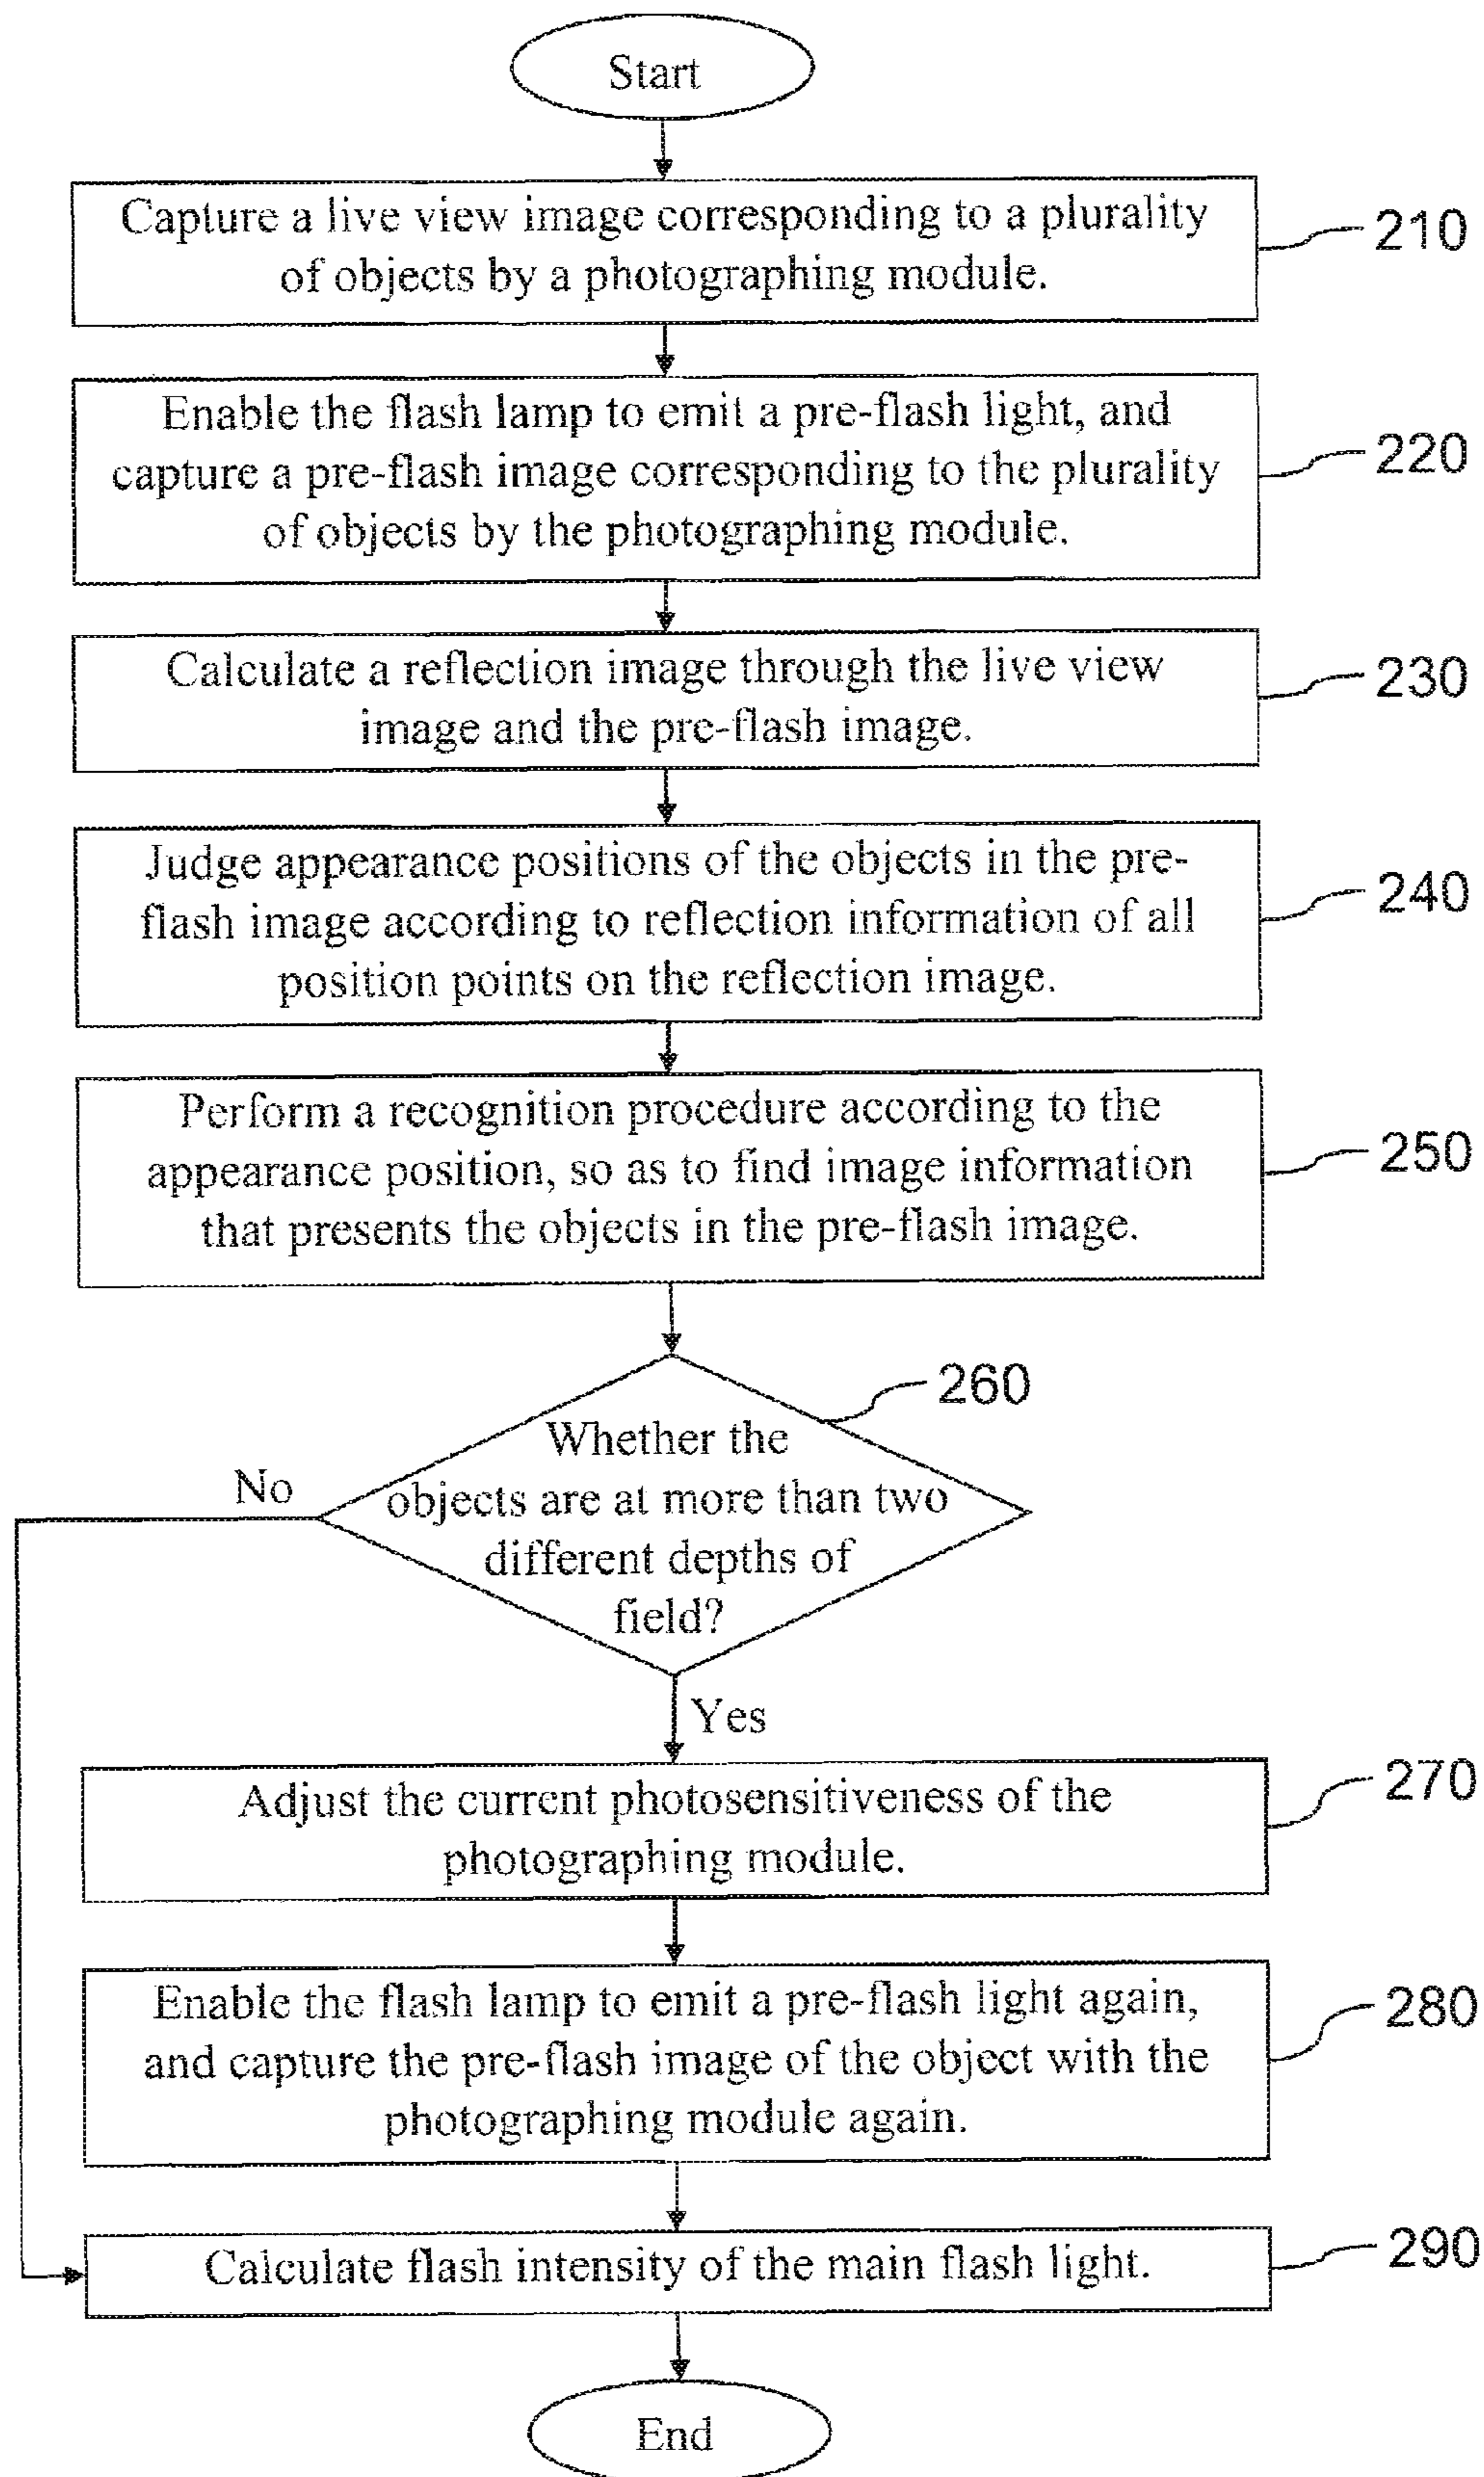 Start
Capture a live view image corresponding to a plurality
of objects by a photographing module.
210
Enable the flash lamp to emit a pre-flash light, and
capture a pre-flash image corresponding to the plurality
of objects by the photographing module.
220
Calculate a reflection image through the live view
image and the pre-flash image.
230
Judge appearance positions of the objects in the pre-
flash image according to reflection information of all
position points on the reflection image.
240
Perform a recognition procedure according to the
appearance position, so as to find image information
that presents the objects in the pre-flash image.
250
260
Whether the
objects are at more than two
different depths of
field?
No
Yes
Adjust the current photosensitiveness of the
photographing module.
270
Enable the flash lamp to emit a pre-flash light again,
and capture the pre-flash image of the object with the
photographing module again.
280
Calculate flash intensity of the main flash light.
290
End